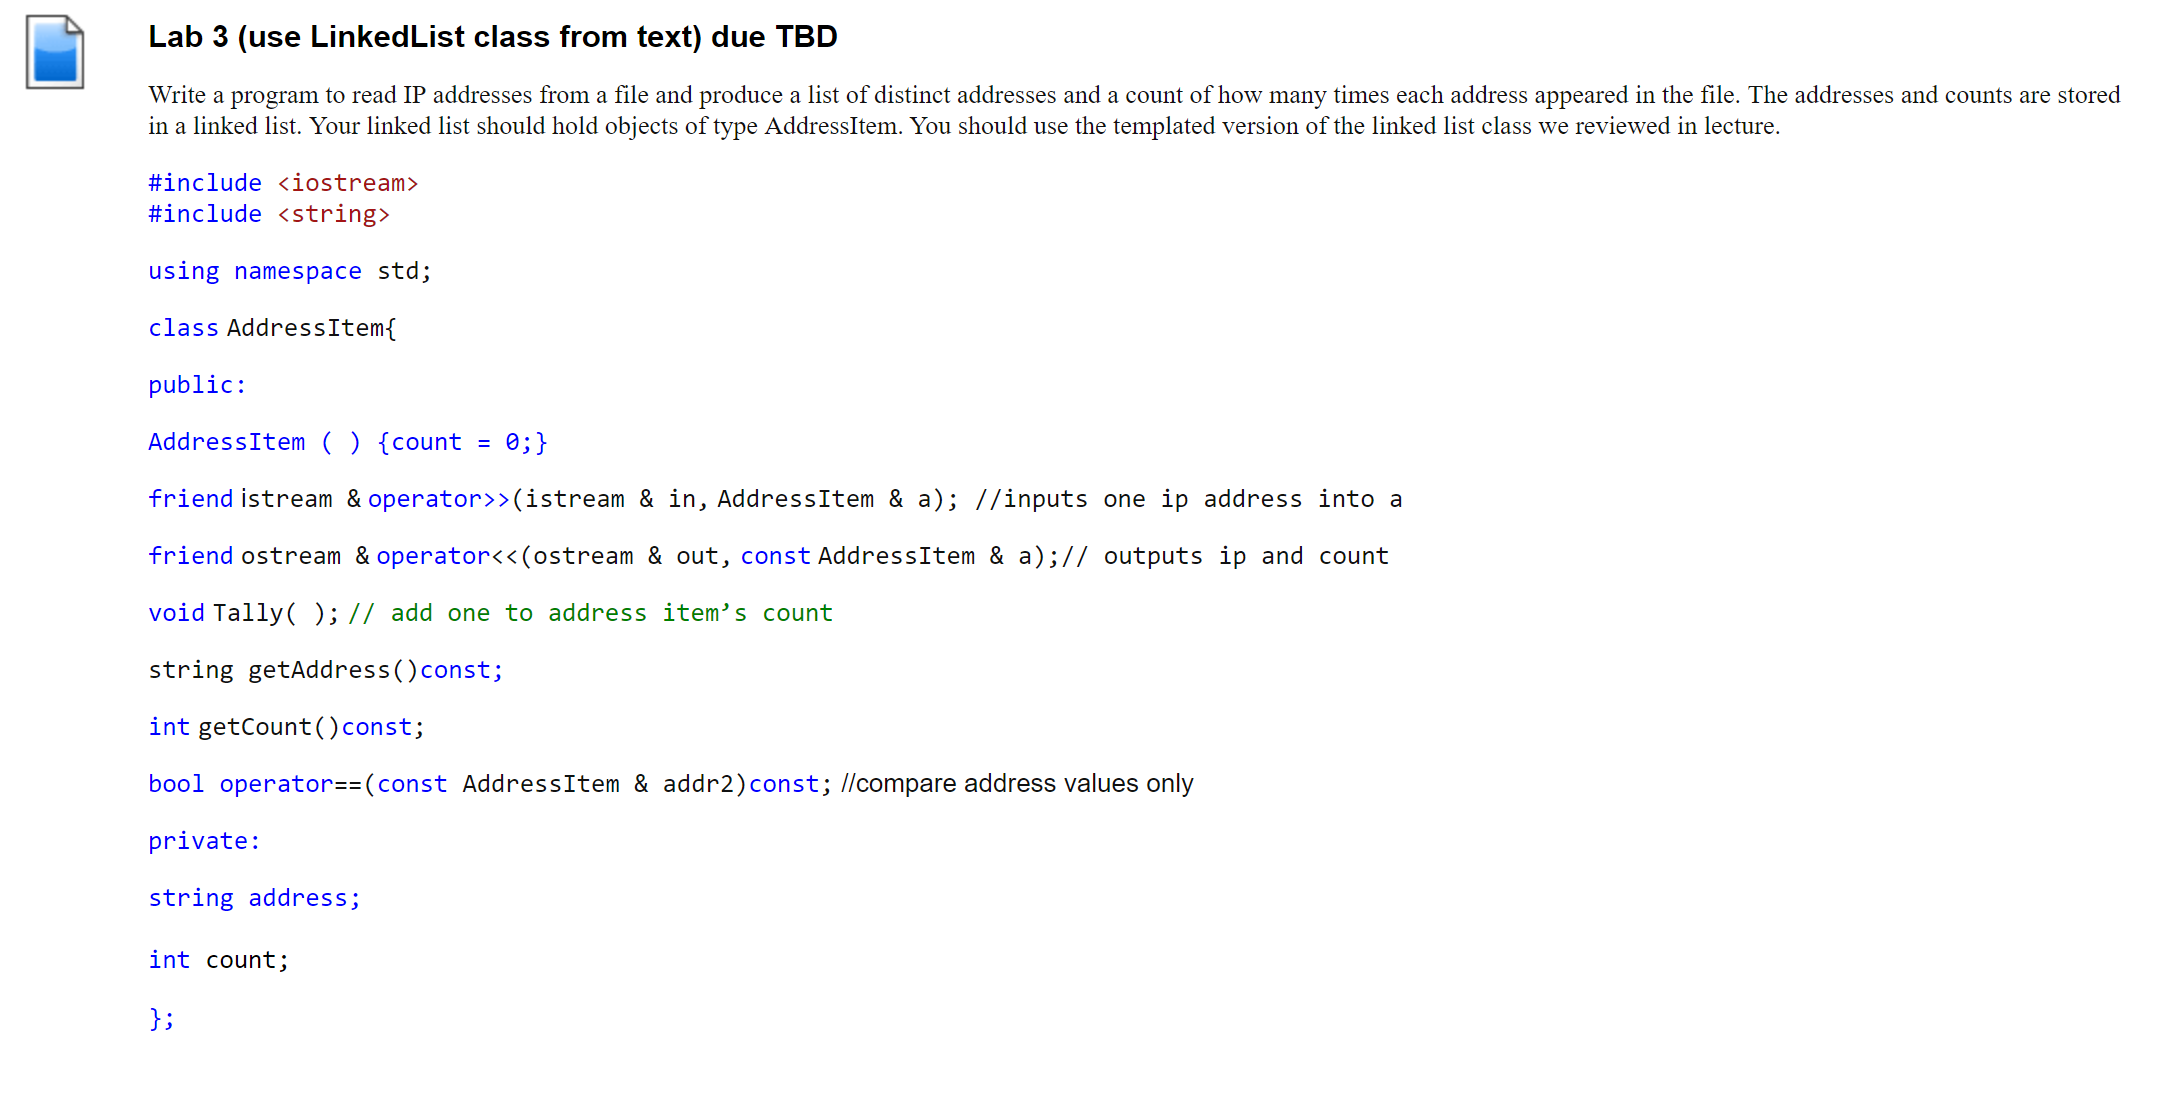 Lab 3 (use LinkedList class from text) due TBD
Write a program to read IP addresses from a file and produce a list of distinct addresses and a count of how many times each address appeared in the file. The addresses and counts are stored
in a linked list. Your linked list should hold objects of type AddressItem. You should use the templated version of the linked list class we reviewed in lecture.
#include <iostream>
#include <string>
using namespace std;
class AddressItem{
public:
AddressItem ( ) {count = 0;}
friend istream & operator>>(istream & in, AddressItem & a); //inputs one ip address into a
friend ostream & operator<<(ostream & out, const AddressItem & a);// outputs ip and count
void Tally( ); // add one to address item’s count
string getAddress()const;
int getCount()const;
bool operator==(const AddressItem & addr2)const; //compare address values only
private:
string address;
int count;
};